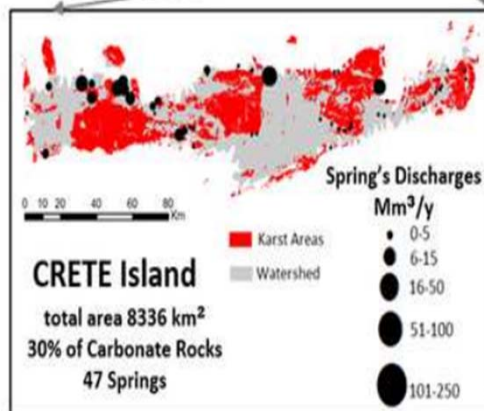 0 10 20 40 60 80
Km
Karst Areas
Watershed
CRETE Island
total area 8336 km²
30% of Carbonate Rocks
47 Springs
Spring's Discharges
Mm³/y
0-5
6-15
16-50
51-100
101-250